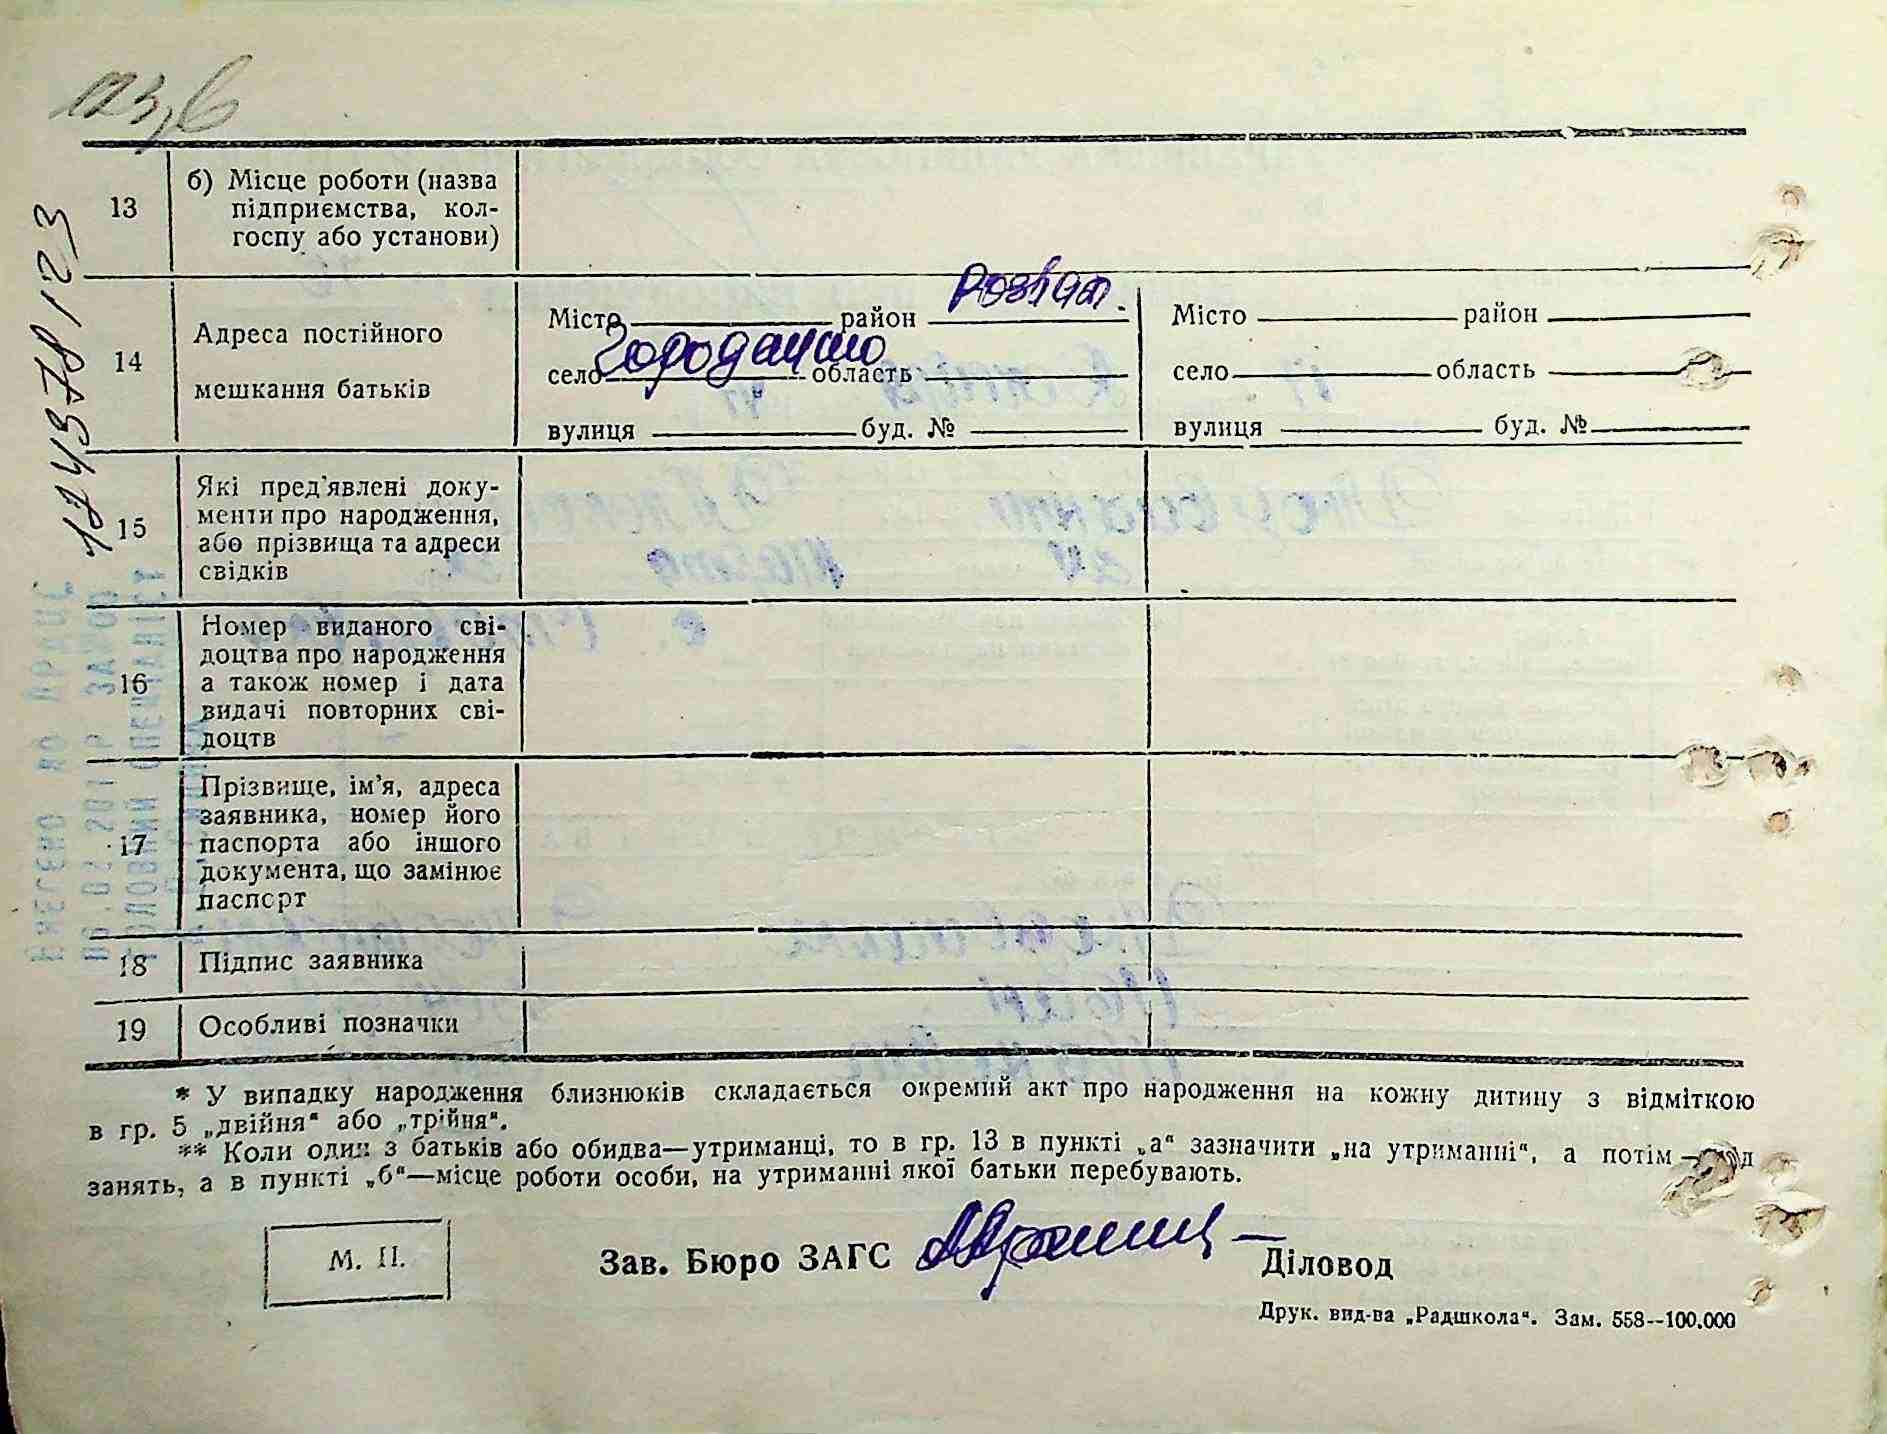 123,6
13 б) Місце роботи (назва
підприємства, кол-
госпу або установи)
14 Адреса постійного
мешкання батьків
Місто район Розваж.
село Городещино область
вулиця буд. №
Місто район
село область
вулиця буд. №
15 Які пред'явлені доку-
менти про народження,
або прізвища та адреси
свідків
16 Номер виданого сві-
доцтва про народження
а також номер і дата
видачі повторних сві-
доцтв
17 Прізвище, ім'я, адреса
заявника, номер його
паспорта або іншого
документа, що замінює
паспорт
18 Підпис заявника
19 Особливі позначки
* У випадку народження близнюків складається окремий акт про народження на кожну дитину з відміткою
в гр. 5 „двійня“ або „трійня“.
** Коли один з батьків або обидва—утриманці, то в гр. 13 в пункті „а“ зазначити „на утриманні“, а потім —
занять, а в пункті „б“—місце роботи особи, на утриманні якої батьки перебувають.
М. П.
Зав. Бюро ЗАГС
Діловод
Друк. вид-ва „Радшкола“. Зам. 558--100.000